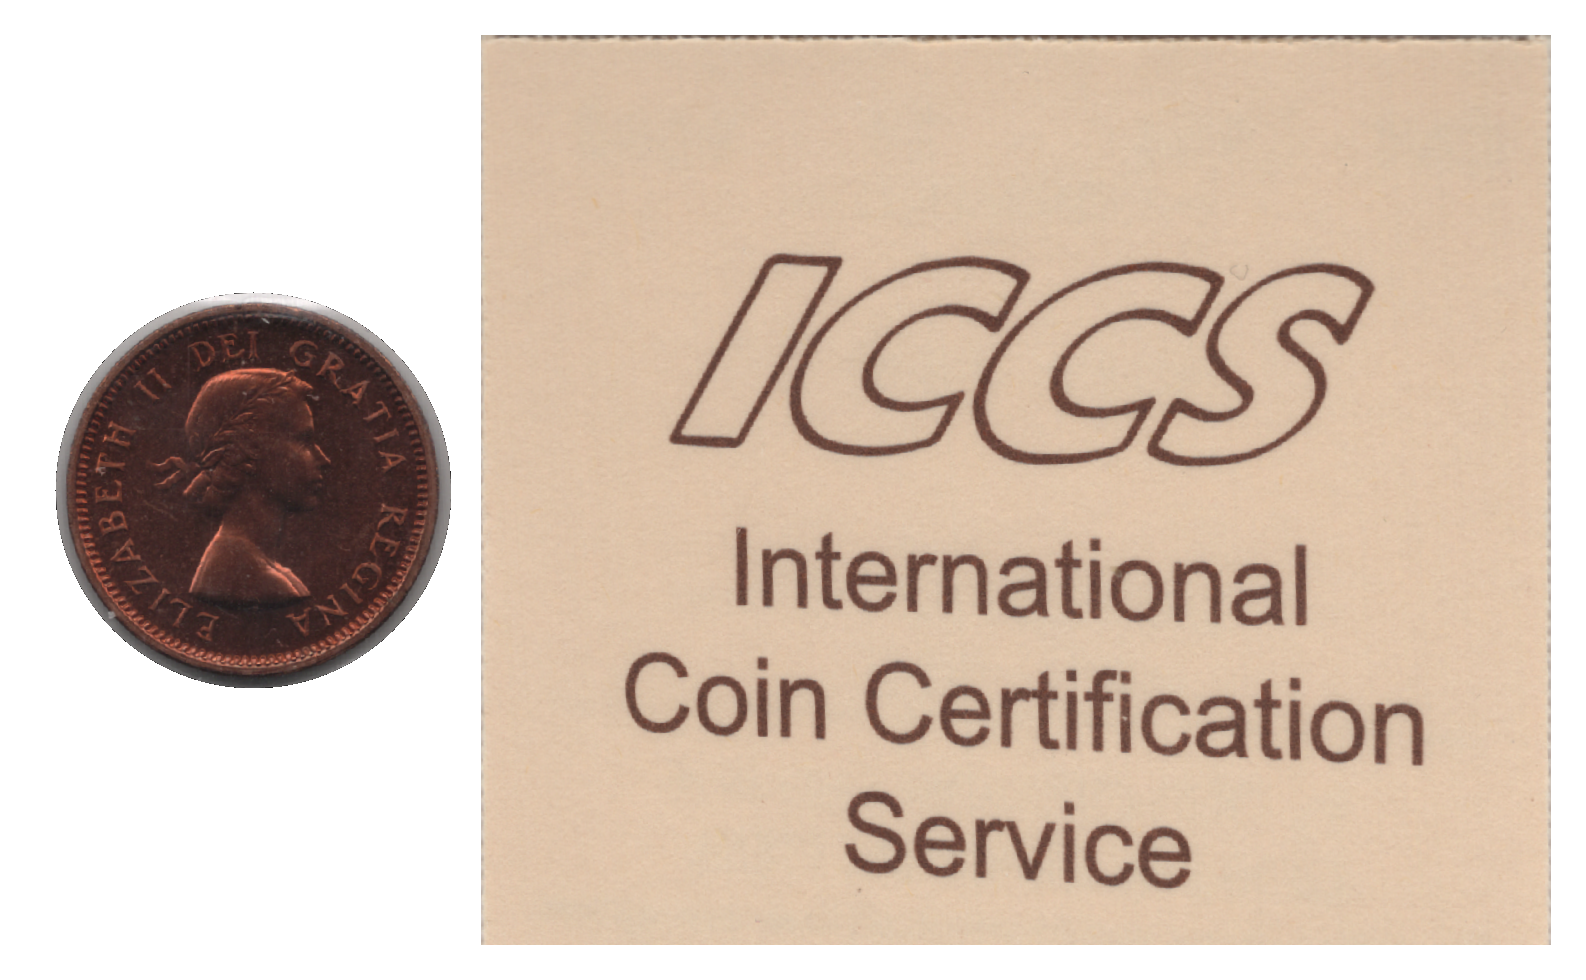 ELIZABETH II DEI GRATIA REGINA
ICCS
International
Coin Certification
Service